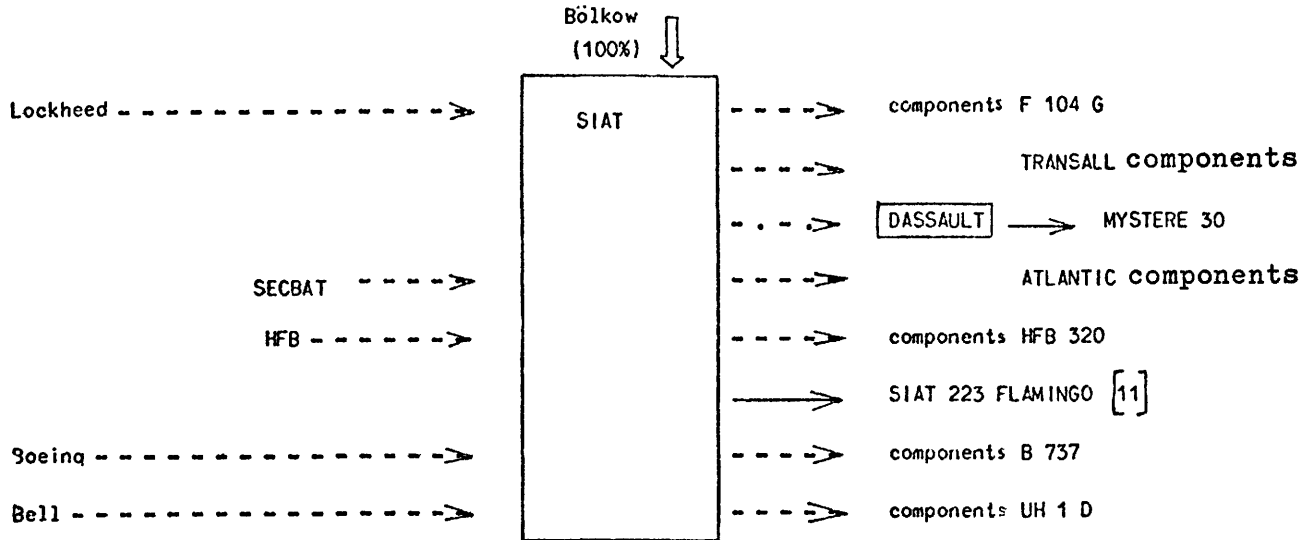 Bölkow
(100%)
Lockheed
SIAT
components F 104 G
TRANSALL components
DASSAULT MYSTERE 30
SECBAT
ATLANTIC components
HFB
components HFB 320
SIAT 223 FLAMINGO [11]
Boeing
components B 737
Bell
components UH 1 D